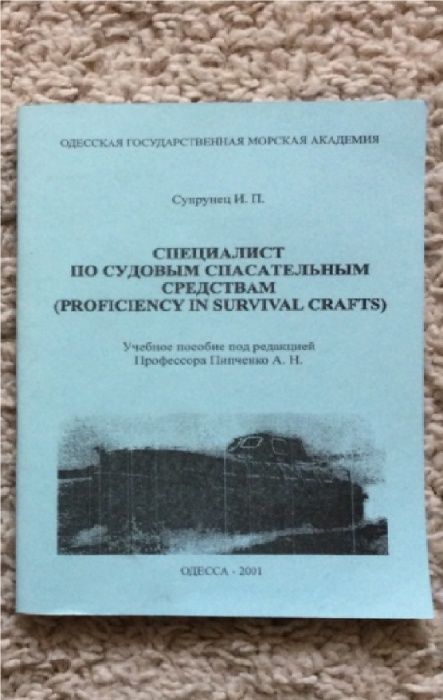 ОДЕССКАЯ ГОСУДАРСТВЕННАЯ МОРСКАЯ АКАДЕМИЯ
Супрунец И. П.
СПЕЦИАЛИСТ
ПО СУДОВЫМ СПАСАТЕЛЬНЫМ
СРЕДСТВАМ
(PROFICIENCY IN SURVIVAL CRAFTS)
Учебное пособие под редакцией
Профессора Пипченко А. Н.
ОДЕССА - 2001